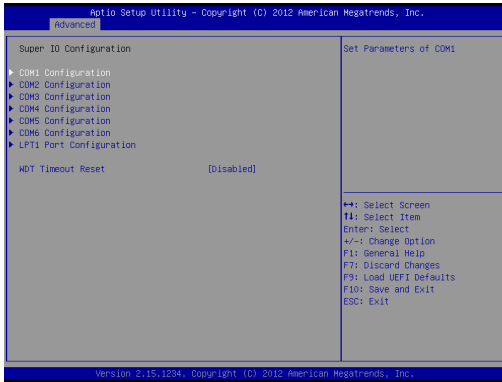 Aptio Setup Utility – Copyright (C) 2012 American Megatrends, Inc.
Advanced
Super IO Configuration
COM1 Configuration
COM2 Configuration
COM3 Configuration
COM4 Configuration
COM5 Configuration
COM6 Configuration
LPT1 Port Configuration
WDT Timeout Reset [Disabled]
Set Parameters of COM1
↔: Select Screen
↑↓: Select Item
Enter: Select
+/-: Change Option
F1: General Help
F7: Discard Changes
F9: Load UEFI Defaults
F10: Save and Exit
ESC: Exit
Version 2.15.1234. Copyright (C) 2012 American Megatrends, Inc.